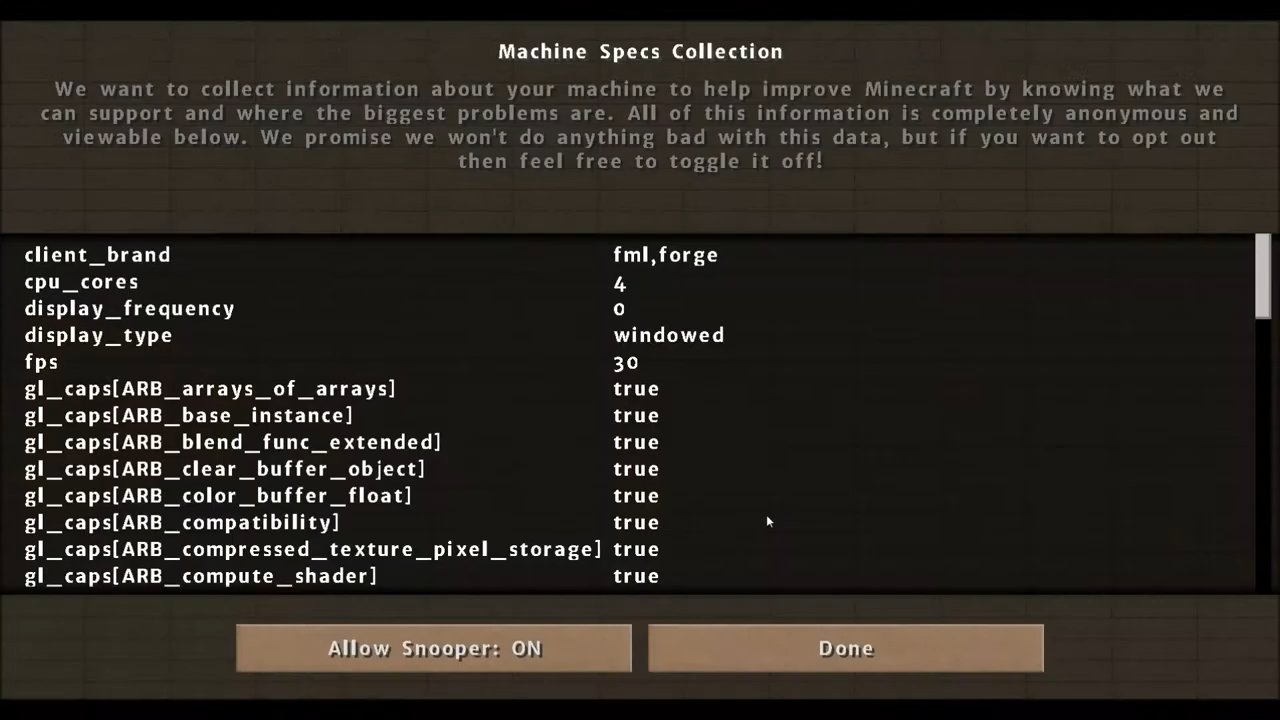 Machine Specs Collection
We want to collect information about your machine to help improve Minecraft by knowing what we
can support and where the biggest problems are. All of this information is completely anonymous and
viewable below. We promise we won't do anything bad with this data, but if you want to opt out
then feel free to toggle it off!
client_brand fml,forge
cpu_cores 4
display_frequency 0
display_type windowed
fps 30
gl_caps[ARB_arrays_of_arrays] true
gl_caps[ARB_base_instance] true
gl_caps[ARB_blend_func_extended] true
gl_caps[ARB_clear_buffer_object] true
gl_caps[ARB_color_buffer_float] true
gl_caps[ARB_compatibility] true
gl_caps[ARB_compressed_texture_pixel_storage] true
gl_caps[ARB_compute_shader] true
Allow Snooper: ON Done